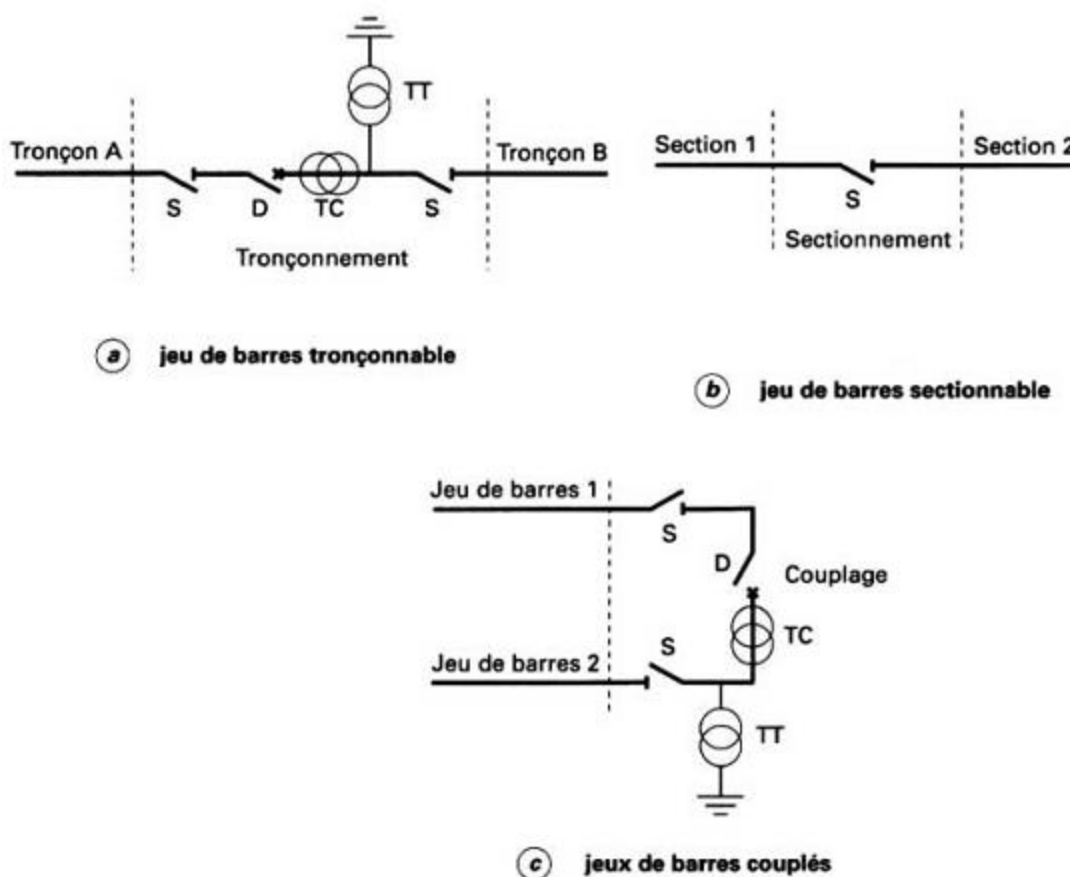 TT
Tronçon A
Tronçon B
S
D
TC
S
Tronçonnement
a jeu de barres tronçonnable
Section 1
Section 2
S
Sectionnement
b jeu de barres sectionnable
Jeu de barres 1
S
D
Couplage
TC
S
Jeu de barres 2
TT
c jeux de barres couplés